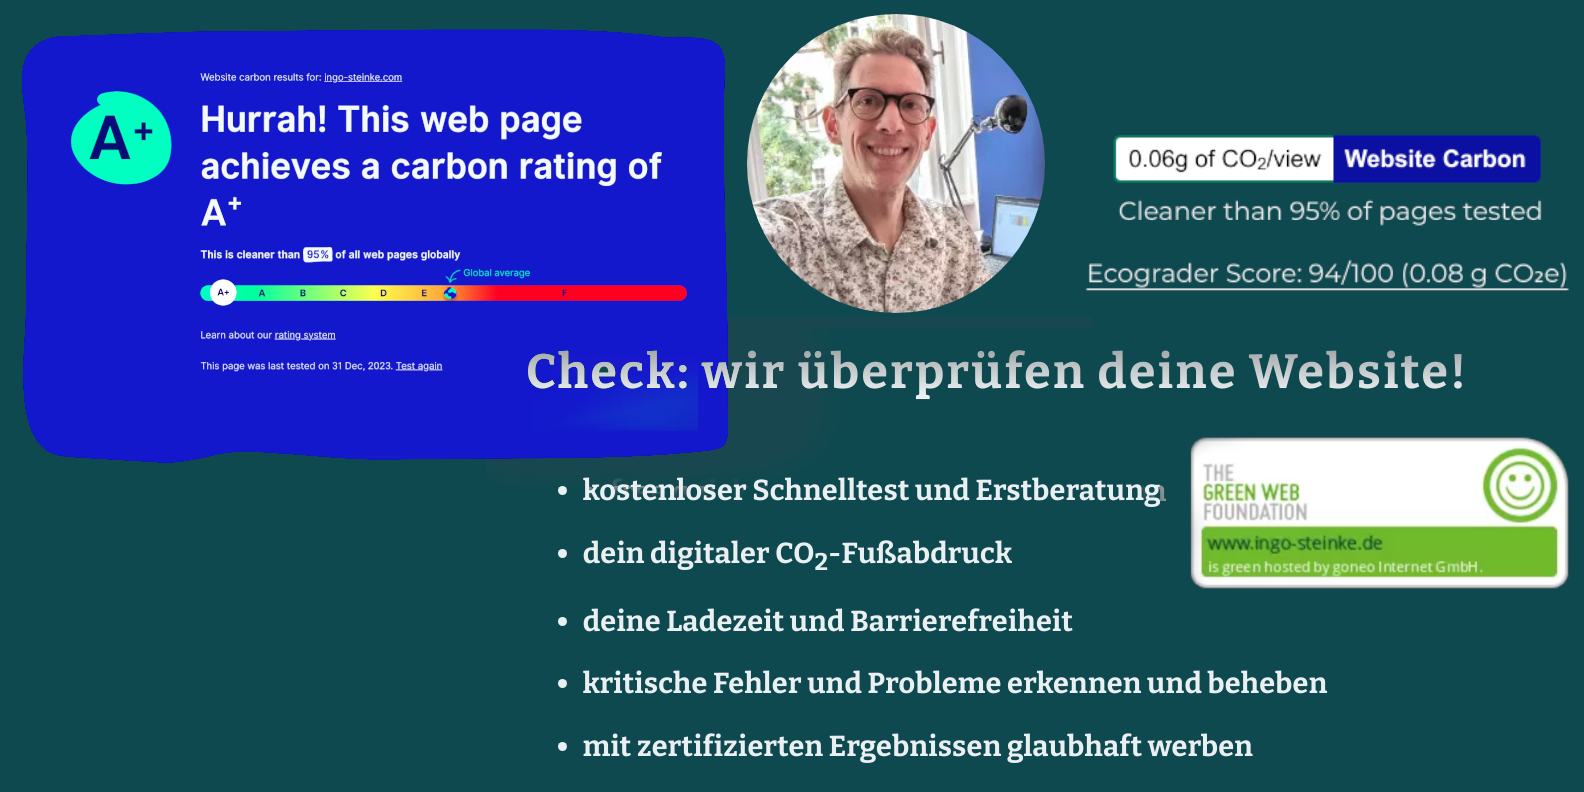 Website carbon results for: ingo-steinke.com
A+
Hurrah! This web page
achieves a carbon rating of
A+
This is cleaner than 95% of all web pages globally
Global average
A+ A B C D E F
Learn about our rating system
This page was last tested on 31 Dec, 2023. Test again
0.06g of CO₂/view Website Carbon
Cleaner than 95% of pages tested
Ecograder Score: 94/100 (0.08 g CO₂e)
Check: wir überprüfen deine Website!
• kostenloser Schnelltest und Erstberatung
• dein digitaler CO₂-Fußabdruck
• deine Ladezeit und Barrierefreiheit
• kritische Fehler und Probleme erkennen und beheben
• mit zertifizierten Ergebnissen glaubhaft werben
THE
GREEN WEB
FOUNDATION
www.ingo-steinke.de
is green hosted by goneo Internet GmbH.